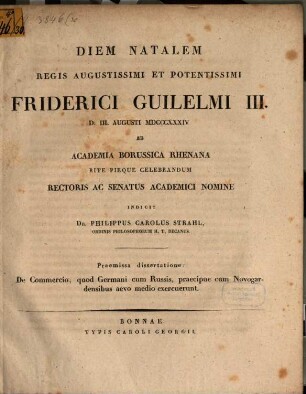 DIEM NATALEM
REGIS AUGUSTISSIMI ET POTENTISSIMI
FRIDERICI GUILELMI III.
D. III. AUGUSTI MDCCCXXXIV
AB
ACADEMIA BORUSSICA RHENANA
RITE PIEQUE CELEBRANDUM
RECTORIS AC SENATUS ACADEMICI NOMINE
INDICIT
DR. PHILIPPUS CAROLUS STRAHL,
ORDINIS PHILOSOPHORUM H. T. DECANUS.
Praemissa dissertatione:
De Commercio, quod Germani cum Russis, praecipue cum Novogar-
densibus aevo medio exercuerunt.
BONNAE
TYPIS CAROLI GEORGII.